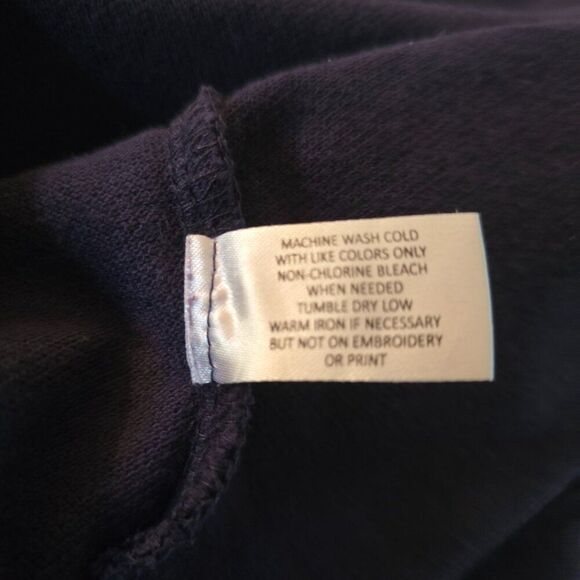 MACHINE WASH COLD
WITH LIKE COLORS ONLY
NON-CHLORINE BLEACH
WHEN NEEDED
TUMBLE DRY LOW
WARM IRON IF NECESSARY
BUT NOT ON EMBROIDERY
OR PRINT